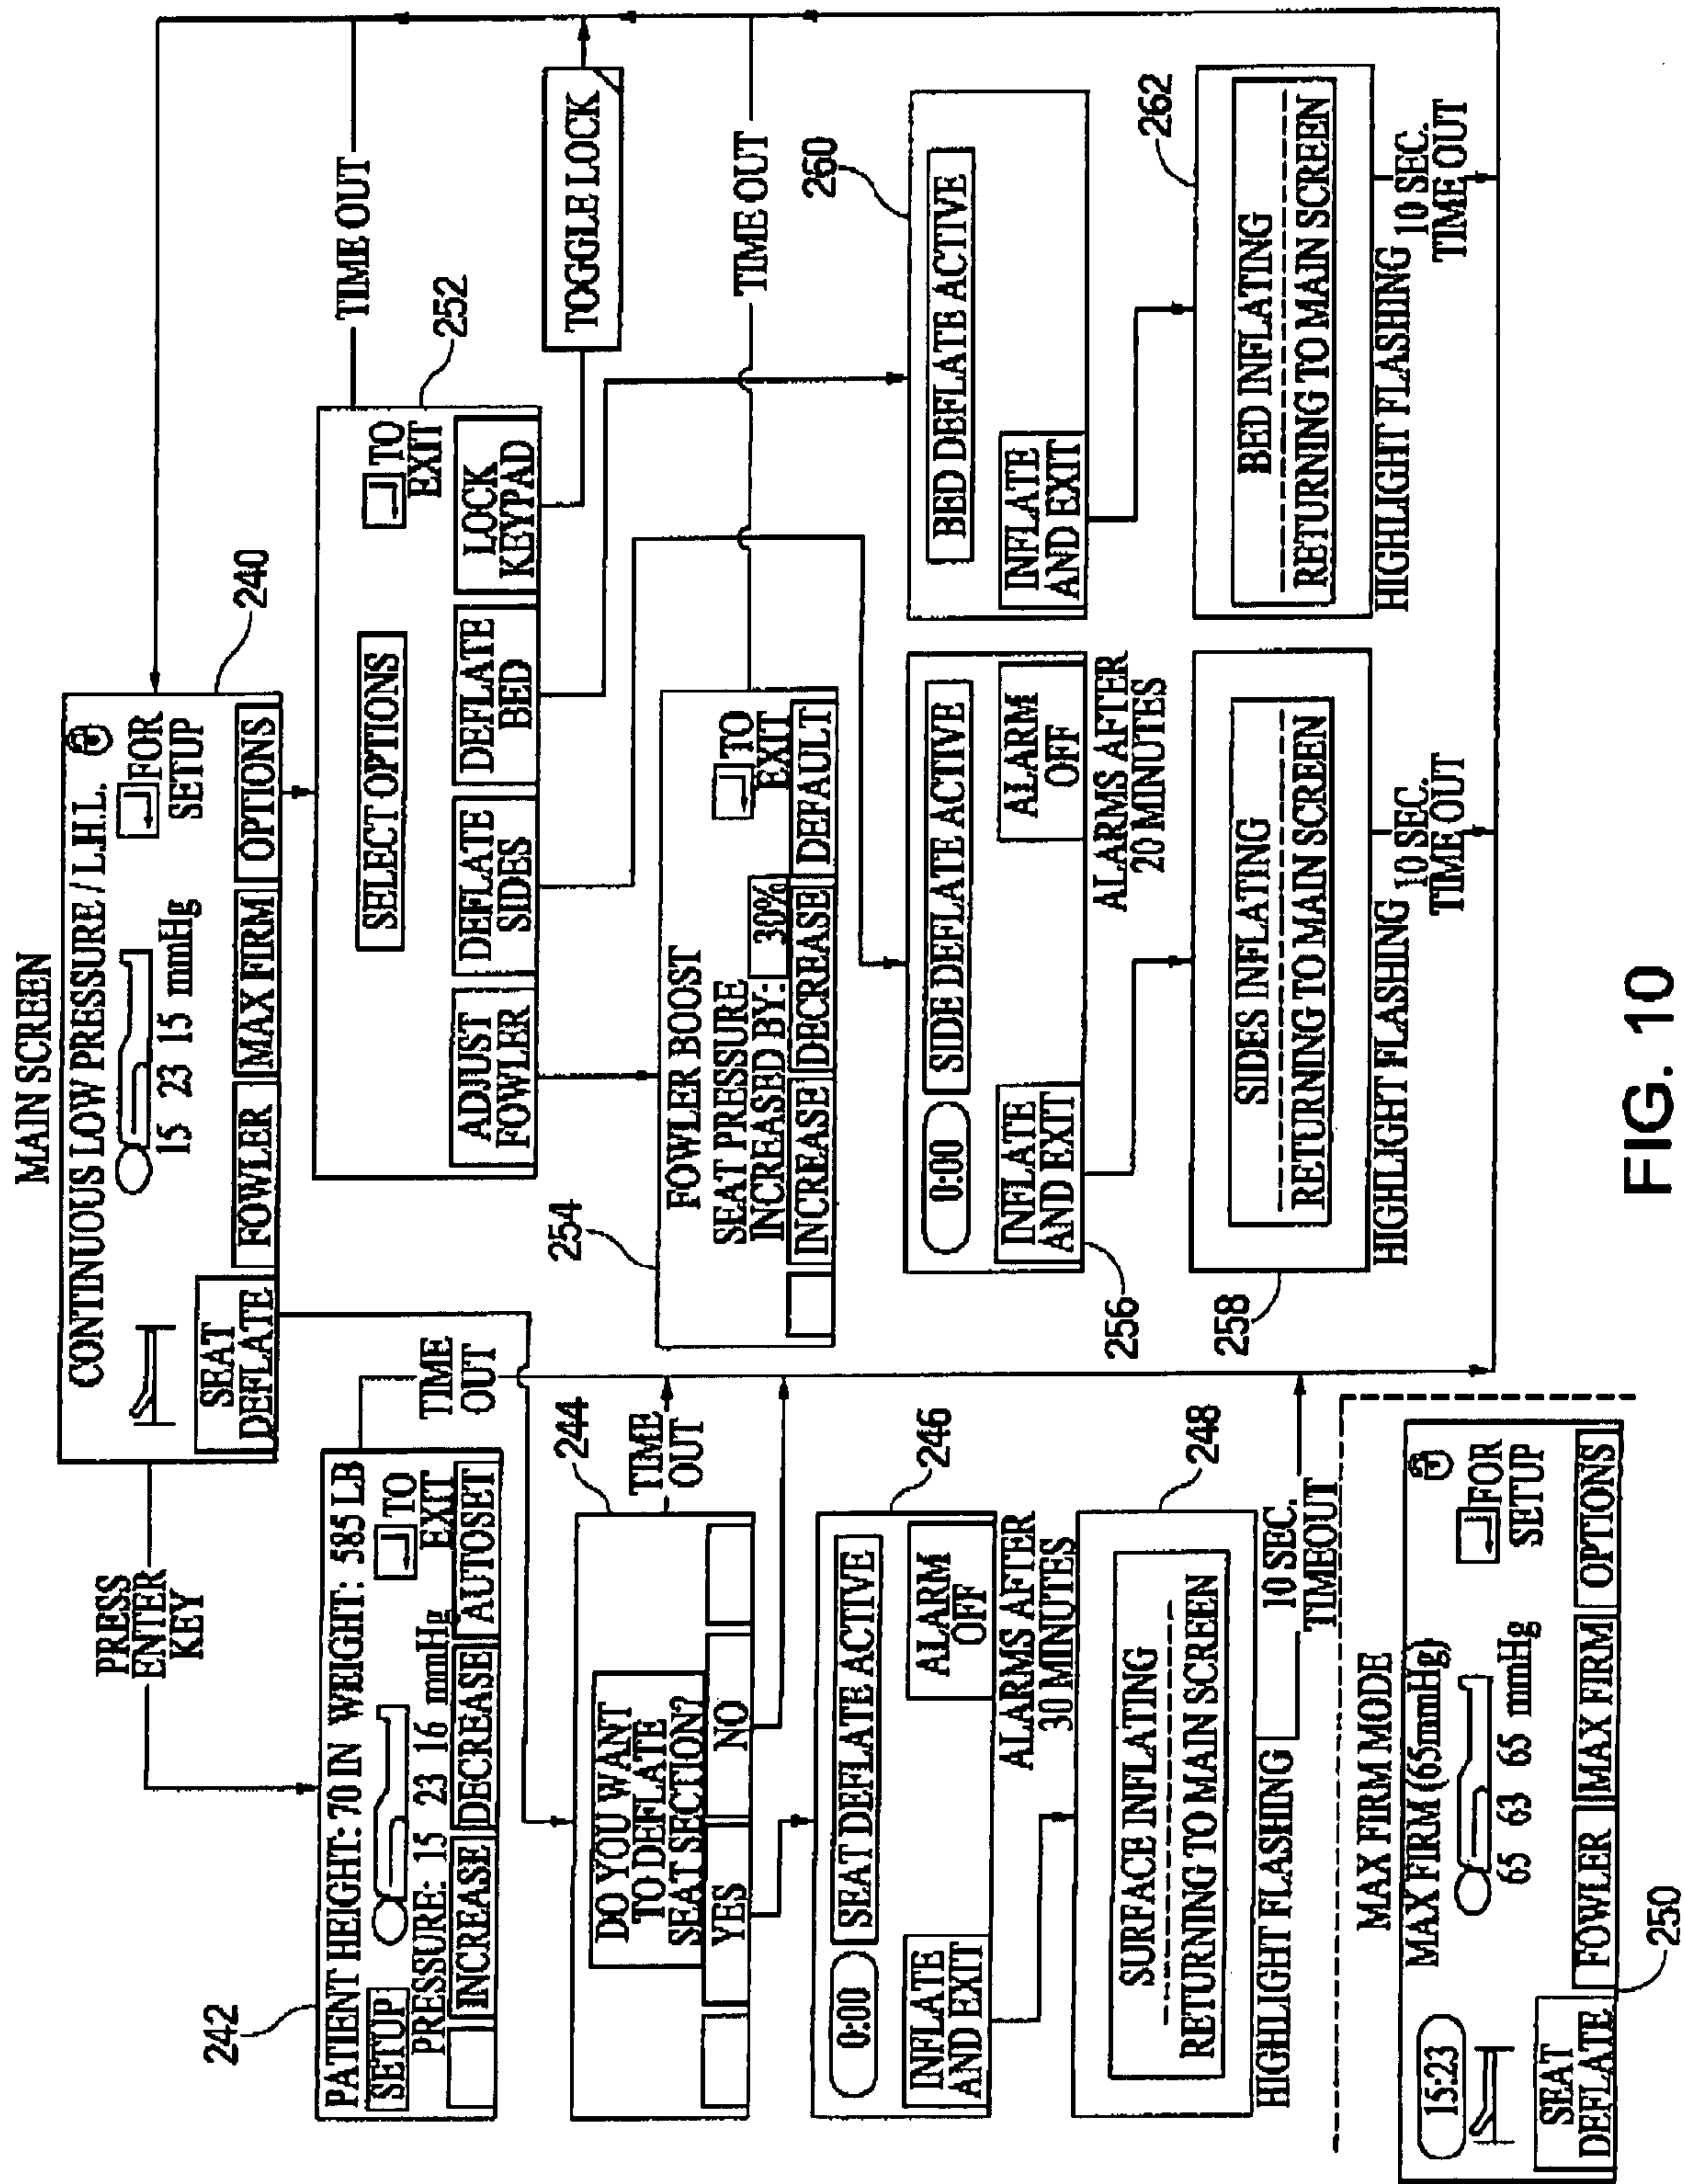 MAIN SCREEN
CONTINUOUS LOW PRESSURE / L.H.L.
FOR
SETUP
15 23 15 mmHg
SEAT
DEFLATE
FOWLER
MAX FIRM
OPTIONS
240
PRESS
ENTER
KEY
242
PATIENT HEIGHT: 70 IN WEIGHT: 585 LB
SETUP
TO
EXIT
PRESSURE: 15 23 16 mmHg
INCREASE
DECREASE
AUTOSET
TIME
OUT
244
DO YOU WANT
TO DEFLATE
SEAT SECTION?
YES
NO
TIME
OUT
246
0:00
SEAT DEFLATE ACTIVE
INFLATE
AND EXIT
ALARM
OFF
ALARMS AFTER
30 MINUTES
248
SURFACE INFLATING
RETURNING TO MAIN SCREEN
HIGHLIGHT FLASHING
10 SEC.
TIMEOUT
MAX FIRM MODE
MAX FIRM (65mmHg)
15:23
FOR
SETUP
65 63 65 mmHg
SEAT
DEFLATE
FOWLER
MAX FIRM
OPTIONS
250
252
SELECT OPTIONS
TO
EXIT
ADJUST
FOWLER
DEFLATE
SIDES
DEFLATE
BED
LOCK
KEYPAD
TIME OUT
TOGGLE LOCK
254
FOWLER BOOST
SEAT PRESSURE
INCREASED BY: 30%
TO
EXIT
INCREASE
DECREASE
DEFAULT
TIME OUT
256
0:00
SIDE DEFLATE ACTIVE
INFLATE
AND EXIT
ALARM
OFF
ALARMS AFTER
20 MINUTES
258
SIDES INFLATING
RETURNING TO MAIN SCREEN
HIGHLIGHT FLASHING
10 SEC.
TIME OUT
260
BED DEFLATE ACTIVE
INFLATE
AND EXIT
262
BED INFLATING
RETURNING TO MAIN SCREEN
HIGHLIGHT FLASHING
10 SEC.
TIME OUT
FIG. 10